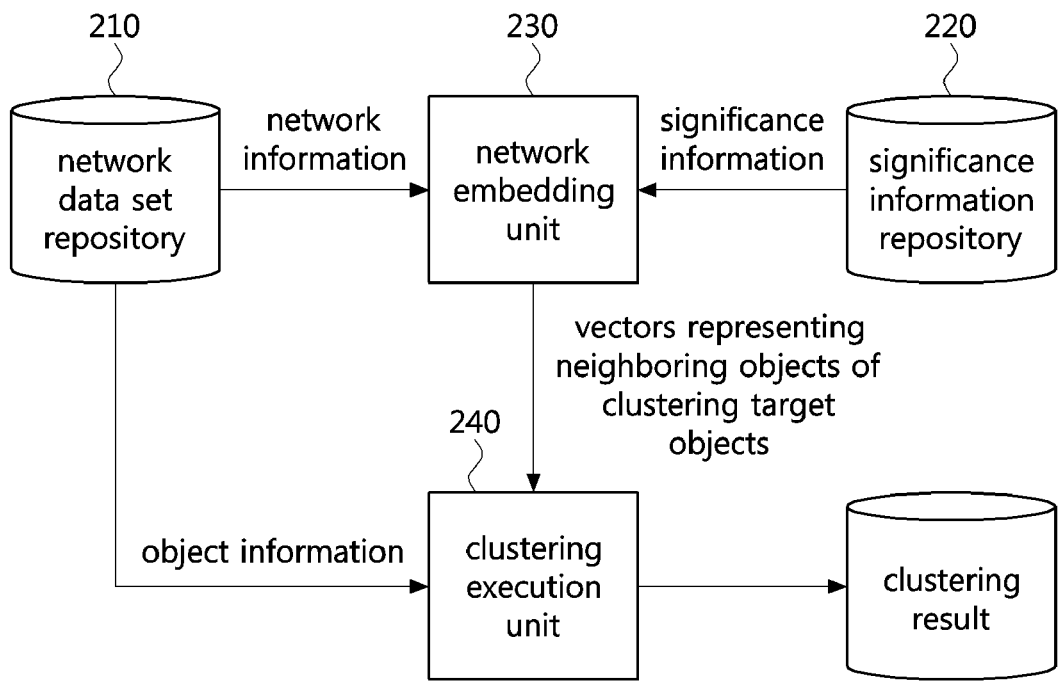 210
230
220
network
data set
repository
network
information
network
embedding
unit
significance
information
significance
information
repository
vectors representing
neighboring objects of
clustering target
objects
240
object information
clustering
execution
unit
clustering
result